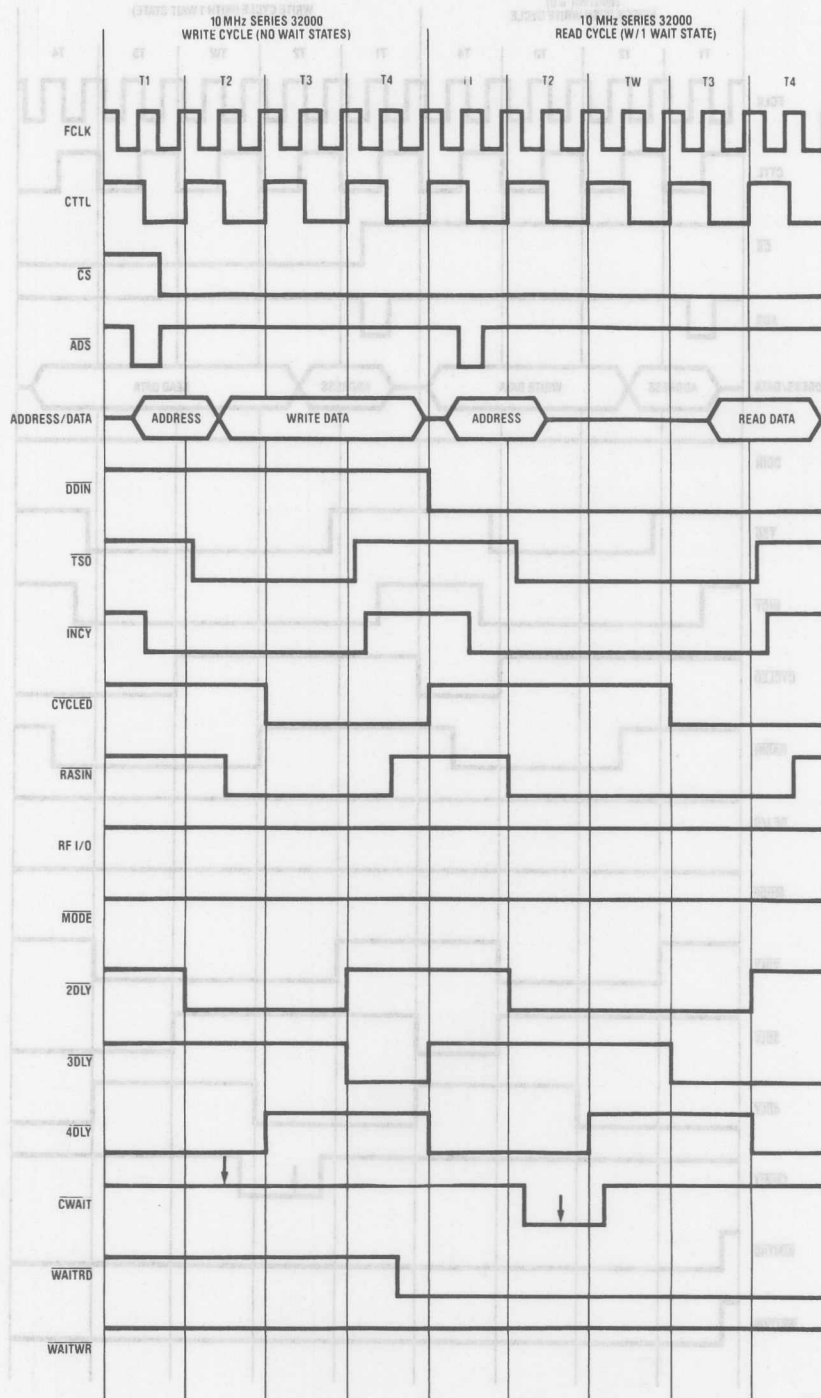 10 MHz SERIES 32000
WRITE CYCLE (NO WAIT STATES)
10 MHz SERIES 32000
READ CYCLE (W/1 WAIT STATE)
T1 T2 T3 T4 T1 T2 TW T3 T4
FCLK
CTTL
CS
ADS
ADDRESS/DATA ADDRESS WRITE DATA ADDRESS READ DATA
DDIN
TSO
INCY
CYCLED
RASIN
RF I/O
MODE
2DLY
3DLY
4DLY
CWAIT
WAITRD
WAITWR